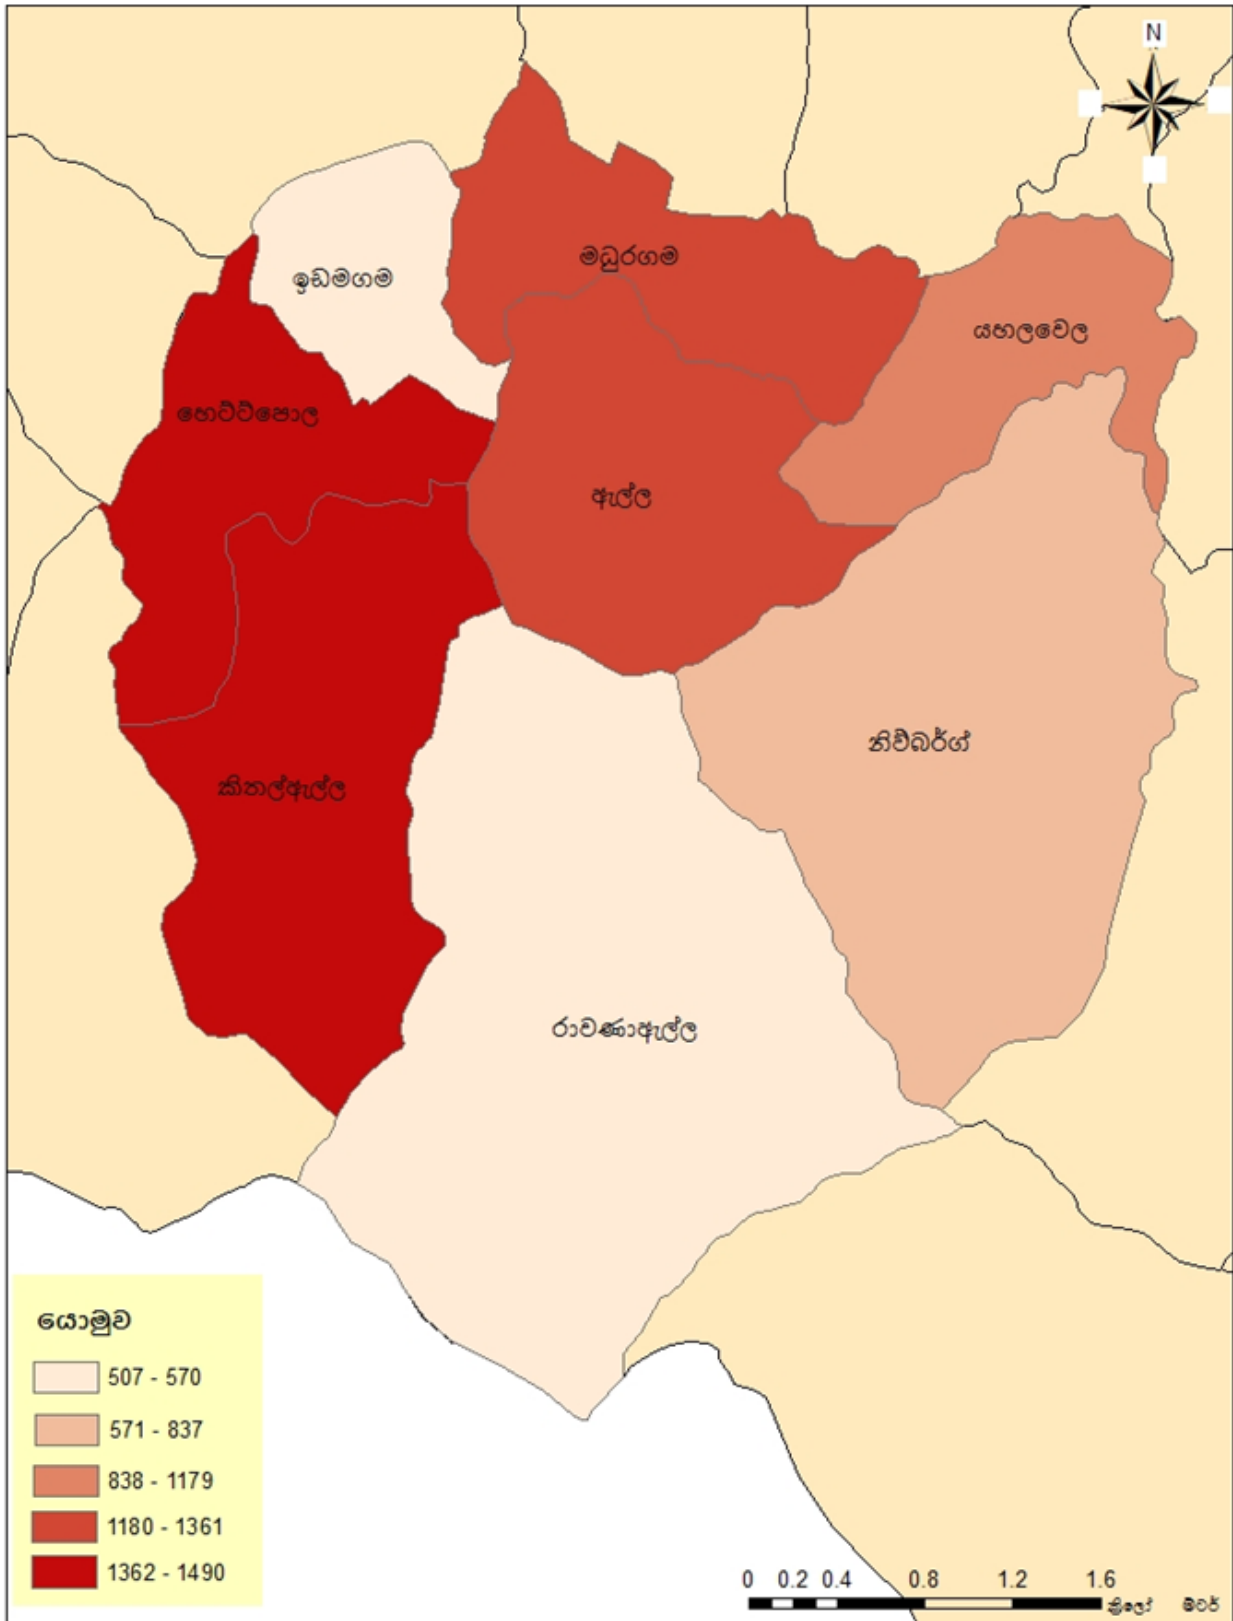 N
මධුරගම
ඉඩමගම
යහලවෙල
හෙට්ට්පොල
ඇල්ල
නිව්බර්ග්
කිතල්ඇල්ල
රාවණාඇල්ල
යොමුව
507 - 570
571 - 837
838 - 1179
1180 - 1361
1362 - 1490
0 0.2 0.4 0.8 1.2 1.6
ක්‍රිලෝ මීටර්